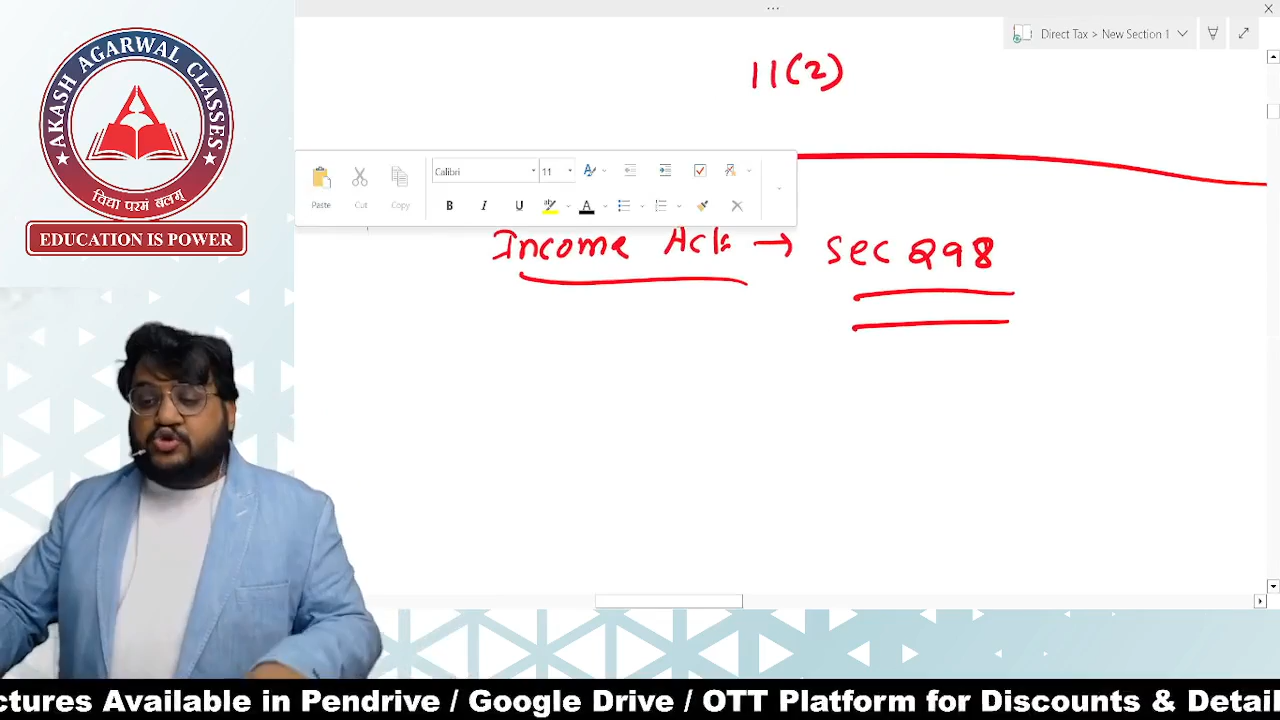 Direct Tax > New Section 1
11(2)
AKASH AGARWAL CLASSES
विद्या परमं बलम्
EDUCATION IS POWER
Calibri
11
Paste
Cut
Copy
B I U A
Income Act → Sec 298
ctures Available in Pendrive / Google Drive / OTT Platform for Discounts & Detail